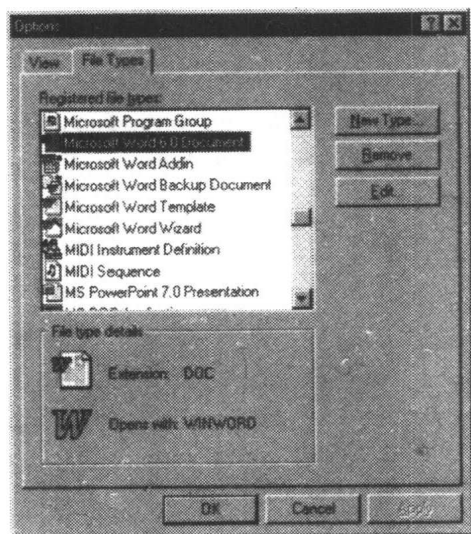 Options
View File Types
Registered file types:
Microsoft Program Group
Microsoft Word 6.0 Document
Microsoft Word Addin
Microsoft Word Backup Document
Microsoft Word Template
Microsoft Word Wizard
MIDI Instrument Definition
MIDI Sequence
MS PowerPoint 7.0 Presentation
New Type...
Remove
Edit...
File type details
Extension: DOC
Opens with: WINWORD
OK Cancel Apply